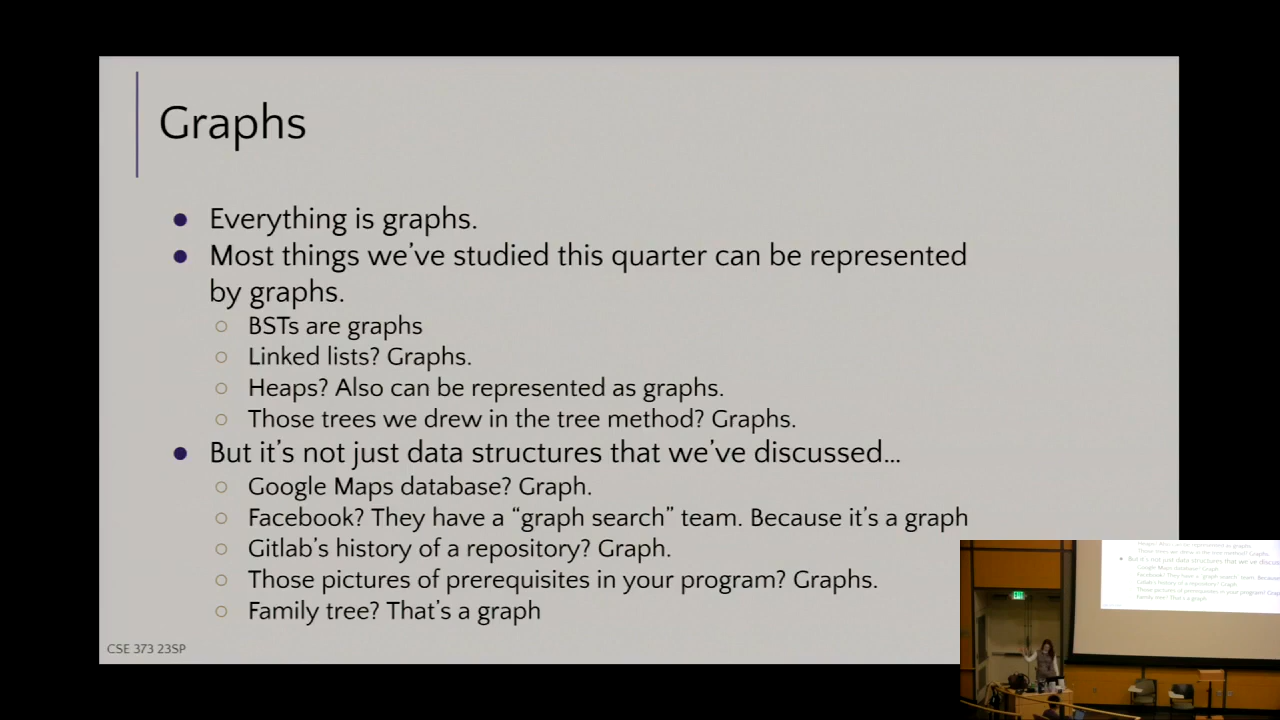 Graphs
● Everything is graphs.
● Most things we've studied this quarter can be represented
by graphs.
○ BSTs are graphs
○ Linked lists? Graphs.
○ Heaps? Also can be represented as graphs.
○ Those trees we drew in the tree method? Graphs.
● But it's not just data structures that we've discussed…
○ Google Maps database? Graph.
○ Facebook? They have a “graph search” team. Because it's a graph
○ Gitlab's history of a repository? Graph.
○ Those pictures of prerequisites in your program? Graphs.
○ Family tree? That's a graph
CSE 373 23SP